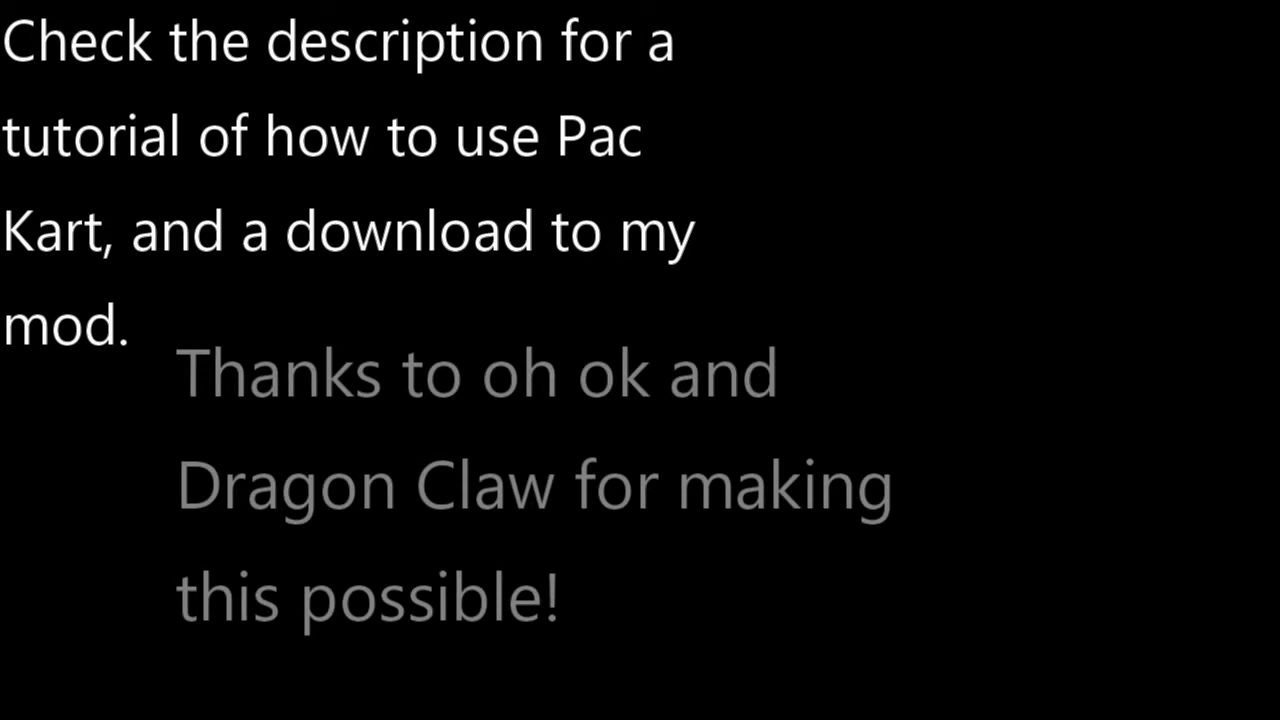 Check the description for a
tutorial of how to use Pac
Kart, and a download to my
mod.
Thanks to oh ok and
Dragon Claw for making
this possible!